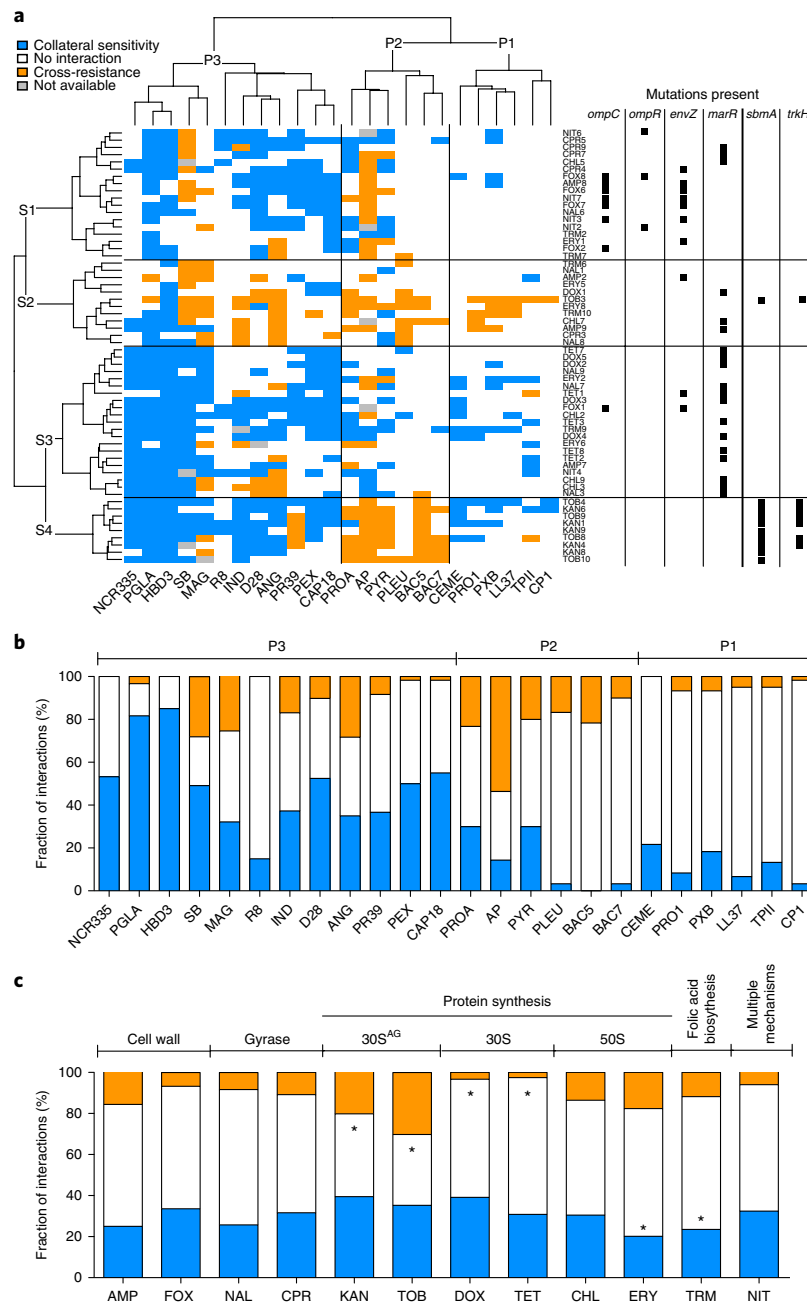 a
Collateral sensitivity
No interaction
Cross-resistance
Not available
P3
P2
P1
Mutations present
ompC ompR envZ marR sbmA trkH
S1
S2
S3
S4
NIT6
CPR5
CPR9
CPR7
CHL5
CPR4
FOX8
AMP8
FOX6
NIT7
FOX7
NAL6
NIT3
NIT2
TRM2
ERY1
FOX2
TRM7
TRM6
NAL1
AMP2
ERY5
DOX1
TOB3
ERY8
TRM10
CHL7
AMP9
CPR3
NAL8
TET7
DOX5
DOX2
NAL9
ERY2
NAL7
TET1
DOX3
FOX1
CHL2
TET3
TRM9
DOX4
ERY6
TET8
TET2
AMP7
NIT4
CHL9
CHL3
NAL3
TOB4
KAN6
TOB9
KAN1
KAN9
TOB8
KAN4
KAN8
TOB10
NCR335 PGLA HBD3 SB MAG R8 IND D28 ANG PR39 PEX CAP18 PROA AP PYR PLEU BAC5 BAC7 CEME PRO1 PXB LL37 TPII CP1
b
P3 P2 P1
Fraction of interactions (%)
100
80
60
40
20
0
NCR335 PGLA HBD3 SB MAG R8 IND D28 ANG PR39 PEX CAP18 PROA AP PYR PLEU BAC5 BAC7 CEME PRO1 PXB LL37 TPII CP1
c
Protein synthesis
Folic acid
biosythesis
Multiple
mechanisms
Cell wall Gyrase 30S^AG 30S 50S
Fraction of interactions (%)
100
80
60
40
20
0
* * * * * *
AMP FOX NAL CPR KAN TOB DOX TET CHL ERY TRM NIT